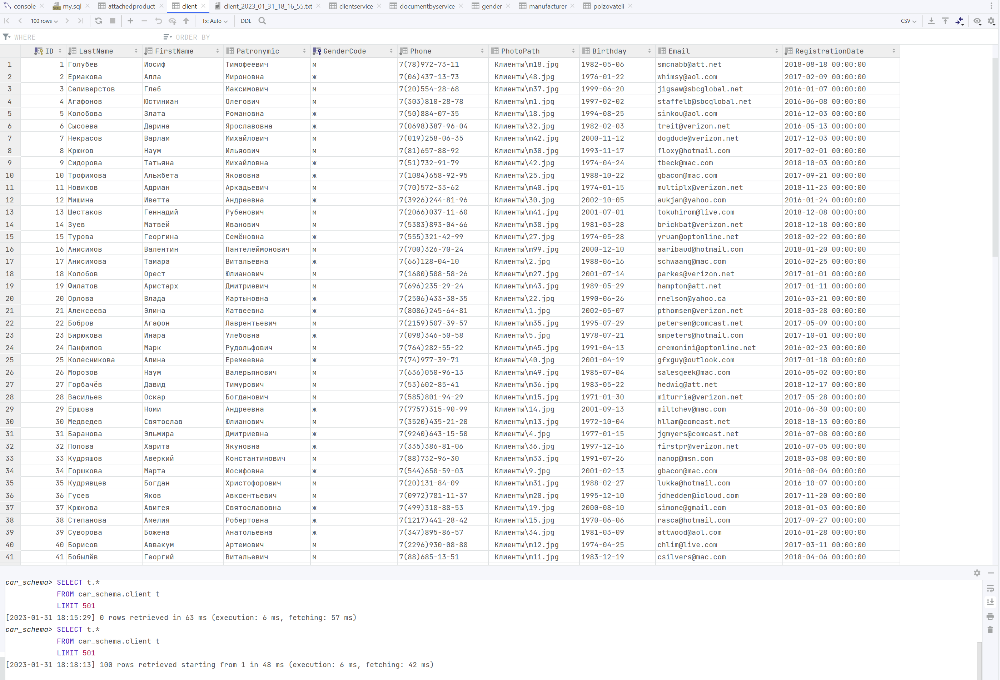 console my.sql attachedproduct client client_2023_01_31_18_16_55.txt clientservice documentbyservice gender manufacturer polzovateli
100 rows Tx: Auto DDL CSV
WHERE ORDER BY
ID LastName FirstName Patronymic GenderCode Phone PhotoPath Birthday Email RegistrationDate
1 1 Голубев Иосиф Тимофеевич м 7(78)972-73-11 Клиенты\m18.jpg 1982-05-06 smcnabb@att.net 2018-08-18 00:00:00
2 2 Ермакова Алла Мироновна ж 7(06)437-13-73 Клиенты\48.jpg 1976-01-22 whimsy@aol.com 2017-02-09 00:00:00
3 3 Селиверстов Глеб Максимович м 7(20)554-28-68 Клиенты\m37.jpg 1999-06-20 jigsaw@sbcglobal.net 2016-01-07 00:00:00
4 4 Агафонов Юстиниан Олегович м 7(303)810-28-78 Клиенты\m1.jpg 1997-02-02 staffelb@sbcglobal.net 2016-06-08 00:00:00
5 5 Колобова Злата Романовна ж 7(50)884-07-35 Клиенты\18.jpg 1994-08-25 sinkou@aol.com 2016-12-03 00:00:00
6 6 Сысоева Дарина Ярославовна ж 7(0698)387-96-04 Клиенты\32.jpg 1982-02-03 treit@verizon.net 2016-05-13 00:00:00
7 7 Некрасов Варлам Михайлович м 7(019)258-06-35 Клиенты\m42.jpg 2000-11-12 dogdude@verizon.net 2017-12-03 00:00:00
8 8 Крюков Наум Ильяович м 7(81)657-88-92 Клиенты\m30.jpg 1993-11-17 floxy@hotmail.com 2017-02-01 00:00:00
9 9 Сидорова Татьяна Михайловна ж 7(51)732-91-79 Клиенты\42.jpg 1974-04-24 tbeck@mac.com 2018-10-03 00:00:00
10 10 Трофимова Альжбета Якововна ж 7(1084)658-92-95 Клиенты\25.jpg 1988-10-22 gbacon@mac.com 2017-09-21 00:00:00
11 11 Новиков Адриан Аркадьевич м 7(70)572-33-62 Клиенты\m40.jpg 1974-01-15 multiplx@verizon.net 2018-11-23 00:00:00
12 12 Мишина Иветта Андреевна ж 7(3926)244-81-96 Клиенты\30.jpg 2002-10-05 aukjan@yahoo.com 2016-01-24 00:00:00
13 13 Шестаков Геннадий Рубенович м 7(2066)037-11-60 Клиенты\m41.jpg 2001-07-01 tokuhirom@live.com 2018-12-08 00:00:00
14 14 Зуев Матвей Иванович м 7(5383)893-04-66 Клиенты\m38.jpg 1981-03-28 brickbat@verizon.net 2018-12-18 00:00:00
15 15 Турова Георгина Семёновна ж 7(555)321-42-99 Клиенты\27.jpg 1974-05-28 yruan@optonline.net 2018-02-22 00:00:00
16 16 Анисимов Валентин Пантелеймонович м 7(700)326-70-24 Клиенты\m99.jpg 2000-12-10 aaribaud@hotmail.com 2018-01-20 00:00:00
17 17 Анисимова Тамара Витальевна ж 7(66)128-04-10 Клиенты\2.jpg 1988-06-16 schwaang@mac.com 2016-02-25 00:00:00
18 18 Колобов Орест Юлианович м 7(1680)508-58-26 Клиенты\m27.jpg 2001-07-14 parkes@verizon.net 2017-01-01 00:00:00
19 19 Филатов Аристарх Дмитриевич м 7(696)235-29-24 Клиенты\m43.jpg 1989-05-29 hampton@att.net 2017-01-11 00:00:00
20 20 Орлова Влада Мартыновна ж 7(2506)433-38-35 Клиенты\22.jpg 1990-06-26 rnelson@yahoo.ca 2016-03-21 00:00:00
21 21 Алексеева Элина Матвеевна ж 7(8086)245-64-81 Клиенты\1.jpg 2002-05-07 pthomsen@verizon.net 2018-03-28 00:00:00
22 22 Бобров Агафон Лаврентьевич м 7(2159)507-39-57 Клиенты\m35.jpg 1995-07-29 petersen@comcast.net 2017-05-09 00:00:00
23 23 Бирюкова Инара Улебовна ж 7(098)346-50-58 Клиенты\5.jpg 1978-07-21 smpeters@hotmail.com 2017-10-01 00:00:00
24 24 Панфилов Марк Рудольфович м 7(764)282-55-22 Клиенты\m45.jpg 1991-04-13 cremonini@optonline.net 2016-02-23 00:00:00
25 25 Колесникова Алина Еремеевна ж 7(74)977-39-71 Клиенты\40.jpg 2001-04-19 gfxguy@outlook.com 2017-01-18 00:00:00
26 26 Морозов Наум Валерьянович м 7(636)050-96-13 Клиенты\m49.jpg 1985-07-04 salesgeek@mac.com 2016-05-02 00:00:00
27 27 Горбачёв Давид Тимурович м 7(53)602-85-41 Клиенты\m36.jpg 1983-05-22 hedwig@att.net 2018-12-17 00:00:00
28 28 Васильев Оскар Богданович м 7(585)801-94-29 Клиенты\m15.jpg 1971-01-30 miturria@verizon.net 2017-05-28 00:00:00
29 29 Ершова Номи Андреевна ж 7(7757)315-90-99 Клиенты\14.jpg 2001-09-13 miltchev@mac.com 2016-06-30 00:00:00
30 30 Медведев Святослав Юлианович м 7(3520)435-21-20 Клиенты\m13.jpg 1972-10-04 hllam@comcast.net 2018-10-13 00:00:00
31 31 Баранова Эльмира Дмитриевна ж 7(9240)643-15-50 Клиенты\4.jpg 1977-01-15 jgmyers@comcast.net 2016-07-08 00:00:00
32 32 Попова Харита Якуновна ж 7(335)386-81-06 Клиенты\36.jpg 1997-12-16 firstpr@verizon.net 2016-07-05 00:00:00
33 33 Кудряшов Аверкий Константинович м 7(88)732-96-30 Клиенты\m33.jpg 1991-07-26 nanop@msn.com 2018-03-08 00:00:00
34 34 Горшкова Марта Иосифовна ж 7(544)650-59-03 Клиенты\9.jpg 2001-02-13 gbacon@mac.com 2016-08-04 00:00:00
35 35 Кудрявцев Богдан Христофорович м 7(20)131-84-09 Клиенты\m31.jpg 1988-02-27 lukka@hotmail.com 2016-10-07 00:00:00
36 36 Гусев Яков Авксентьевич м 7(0972)781-11-37 Клиенты\m20.jpg 1995-12-10 jdhedden@icloud.com 2017-11-20 00:00:00
37 37 Крюкова Авигея Святославовна ж 7(499)318-88-53 Клиенты\19.jpg 2000-08-10 simone@gmail.com 2018-01-03 00:00:00
38 38 Степанова Амелия Робертовна ж 7(1217)441-28-42 Клиенты\15.jpg 1970-06-06 rasca@hotmail.com 2017-09-27 00:00:00
39 39 Суворова Божена Анатольевна ж 7(347)895-86-57 Клиенты\34.jpg 1981-03-09 attwood@aol.com 2016-01-28 00:00:00
40 40 Борисов Аввакум Артемович м 7(2296)930-08-88 Клиенты\m12.jpg 1974-04-25 chlim@live.com 2017-03-11 00:00:00
41 41 Бобылёв Георгий Витальевич м 7(88)685-13-51 Клиенты\m11.jpg 1983-12-19 csilvers@mac.com 2018-04-06 00:00:00
car_schema> SELECT t.*
FROM car_schema.client t
LIMIT 501
[2023-01-31 18:15:29] 0 rows retrieved in 63 ms (execution: 6 ms, fetching: 57 ms)
car_schema> SELECT t.*
FROM car_schema.client t
LIMIT 501
[2023-01-31 18:18:13] 100 rows retrieved starting from 1 in 48 ms (execution: 6 ms, fetching: 42 ms)